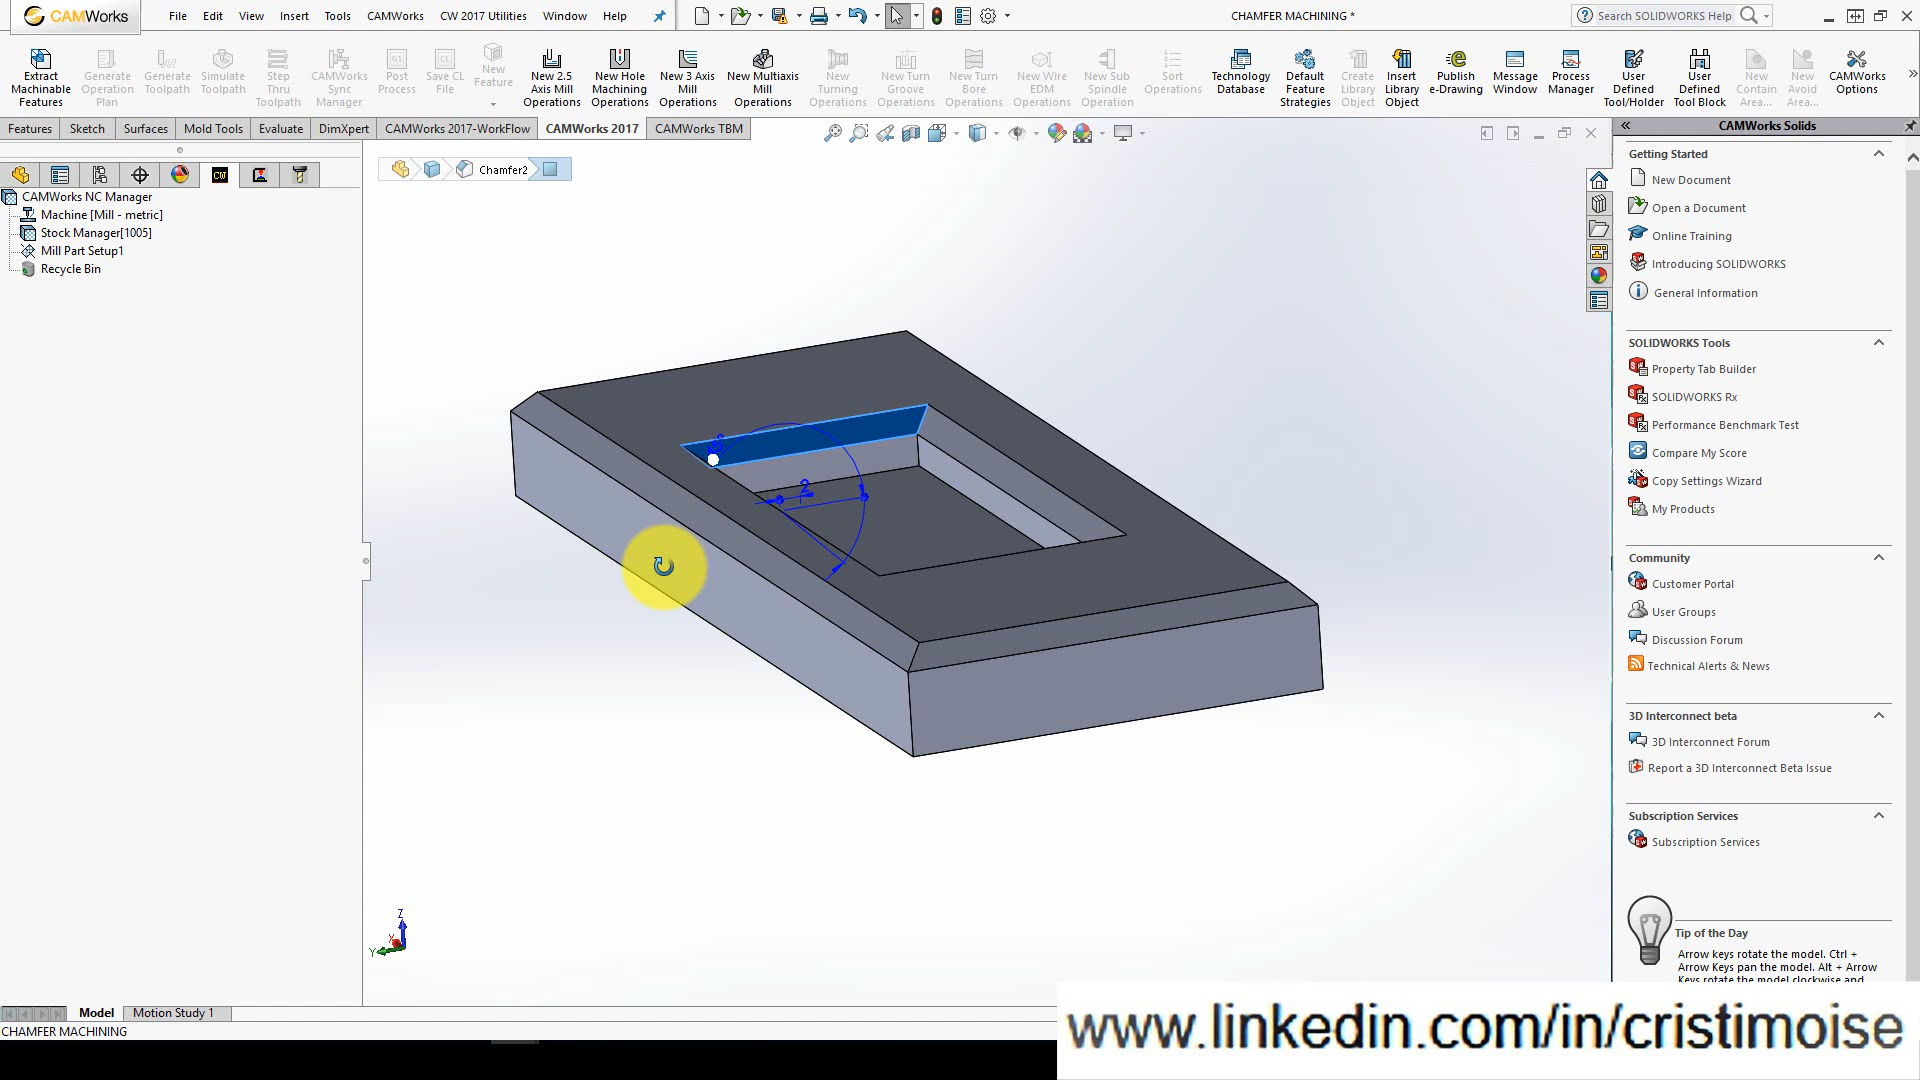 CAMWorks File Edit View Insert Tools CAMWorks CW 2017 Utilities Window Help CHAMFER MACHINING * Search SOLIDWORKS Help
Extract Machinable Features
Generate Operation Plan
Generate Toolpath
Simulate Toolpath
Step Thru Toolpath
CAMWorks Sync Manager
Post Process
Save CL File
New Feature
New 2.5 Axis Mill Operations
New Hole Machining Operations
New 3 Axis Mill Operations
New Multiaxis Mill Operations
New Turning Operations
New Turn Groove Operations
New Turn Bore Operations
New Wire EDM Operations
New Sub Spindle Operation
Sort Operations
Technology Database
Default Feature Strategies
Create Library Object
Insert Library Object
Publish e-Drawing
Message Window
Process Manager
User Defined Tool/Holder
User Defined Tool Block
New Contain Area...
New Avoid Area...
CAMWorks Options
Features Sketch Surfaces Mold Tools Evaluate DimXpert CAMWorks 2017-WorkFlow CAMWorks 2017 CAMWorks TBM
CAMWorks NC Manager
Machine [Mill - metric]
Stock Manager[1005]
Mill Part Setup1
Recycle Bin
Chamfer2
2
Z
X
Y
CAMWorks Solids
Getting Started
New Document
Open a Document
Online Training
Introducing SOLIDWORKS
General Information
SOLIDWORKS Tools
Property Tab Builder
SOLIDWORKS Rx
Performance Benchmark Test
Compare My Score
Copy Settings Wizard
My Products
Community
Customer Portal
User Groups
Discussion Forum
Technical Alerts & News
3D Interconnect beta
3D Interconnect Forum
Report a 3D Interconnect Beta Issue
Subscription Services
Subscription Services
Tip of the Day
Arrow keys rotate the model. Ctrl +
Arrow Keys pan the model. Alt + Arrow
Keys rotate the model clockwise and
Model Motion Study 1
CHAMFER MACHINING
www.linkedin.com/in/cristimoise